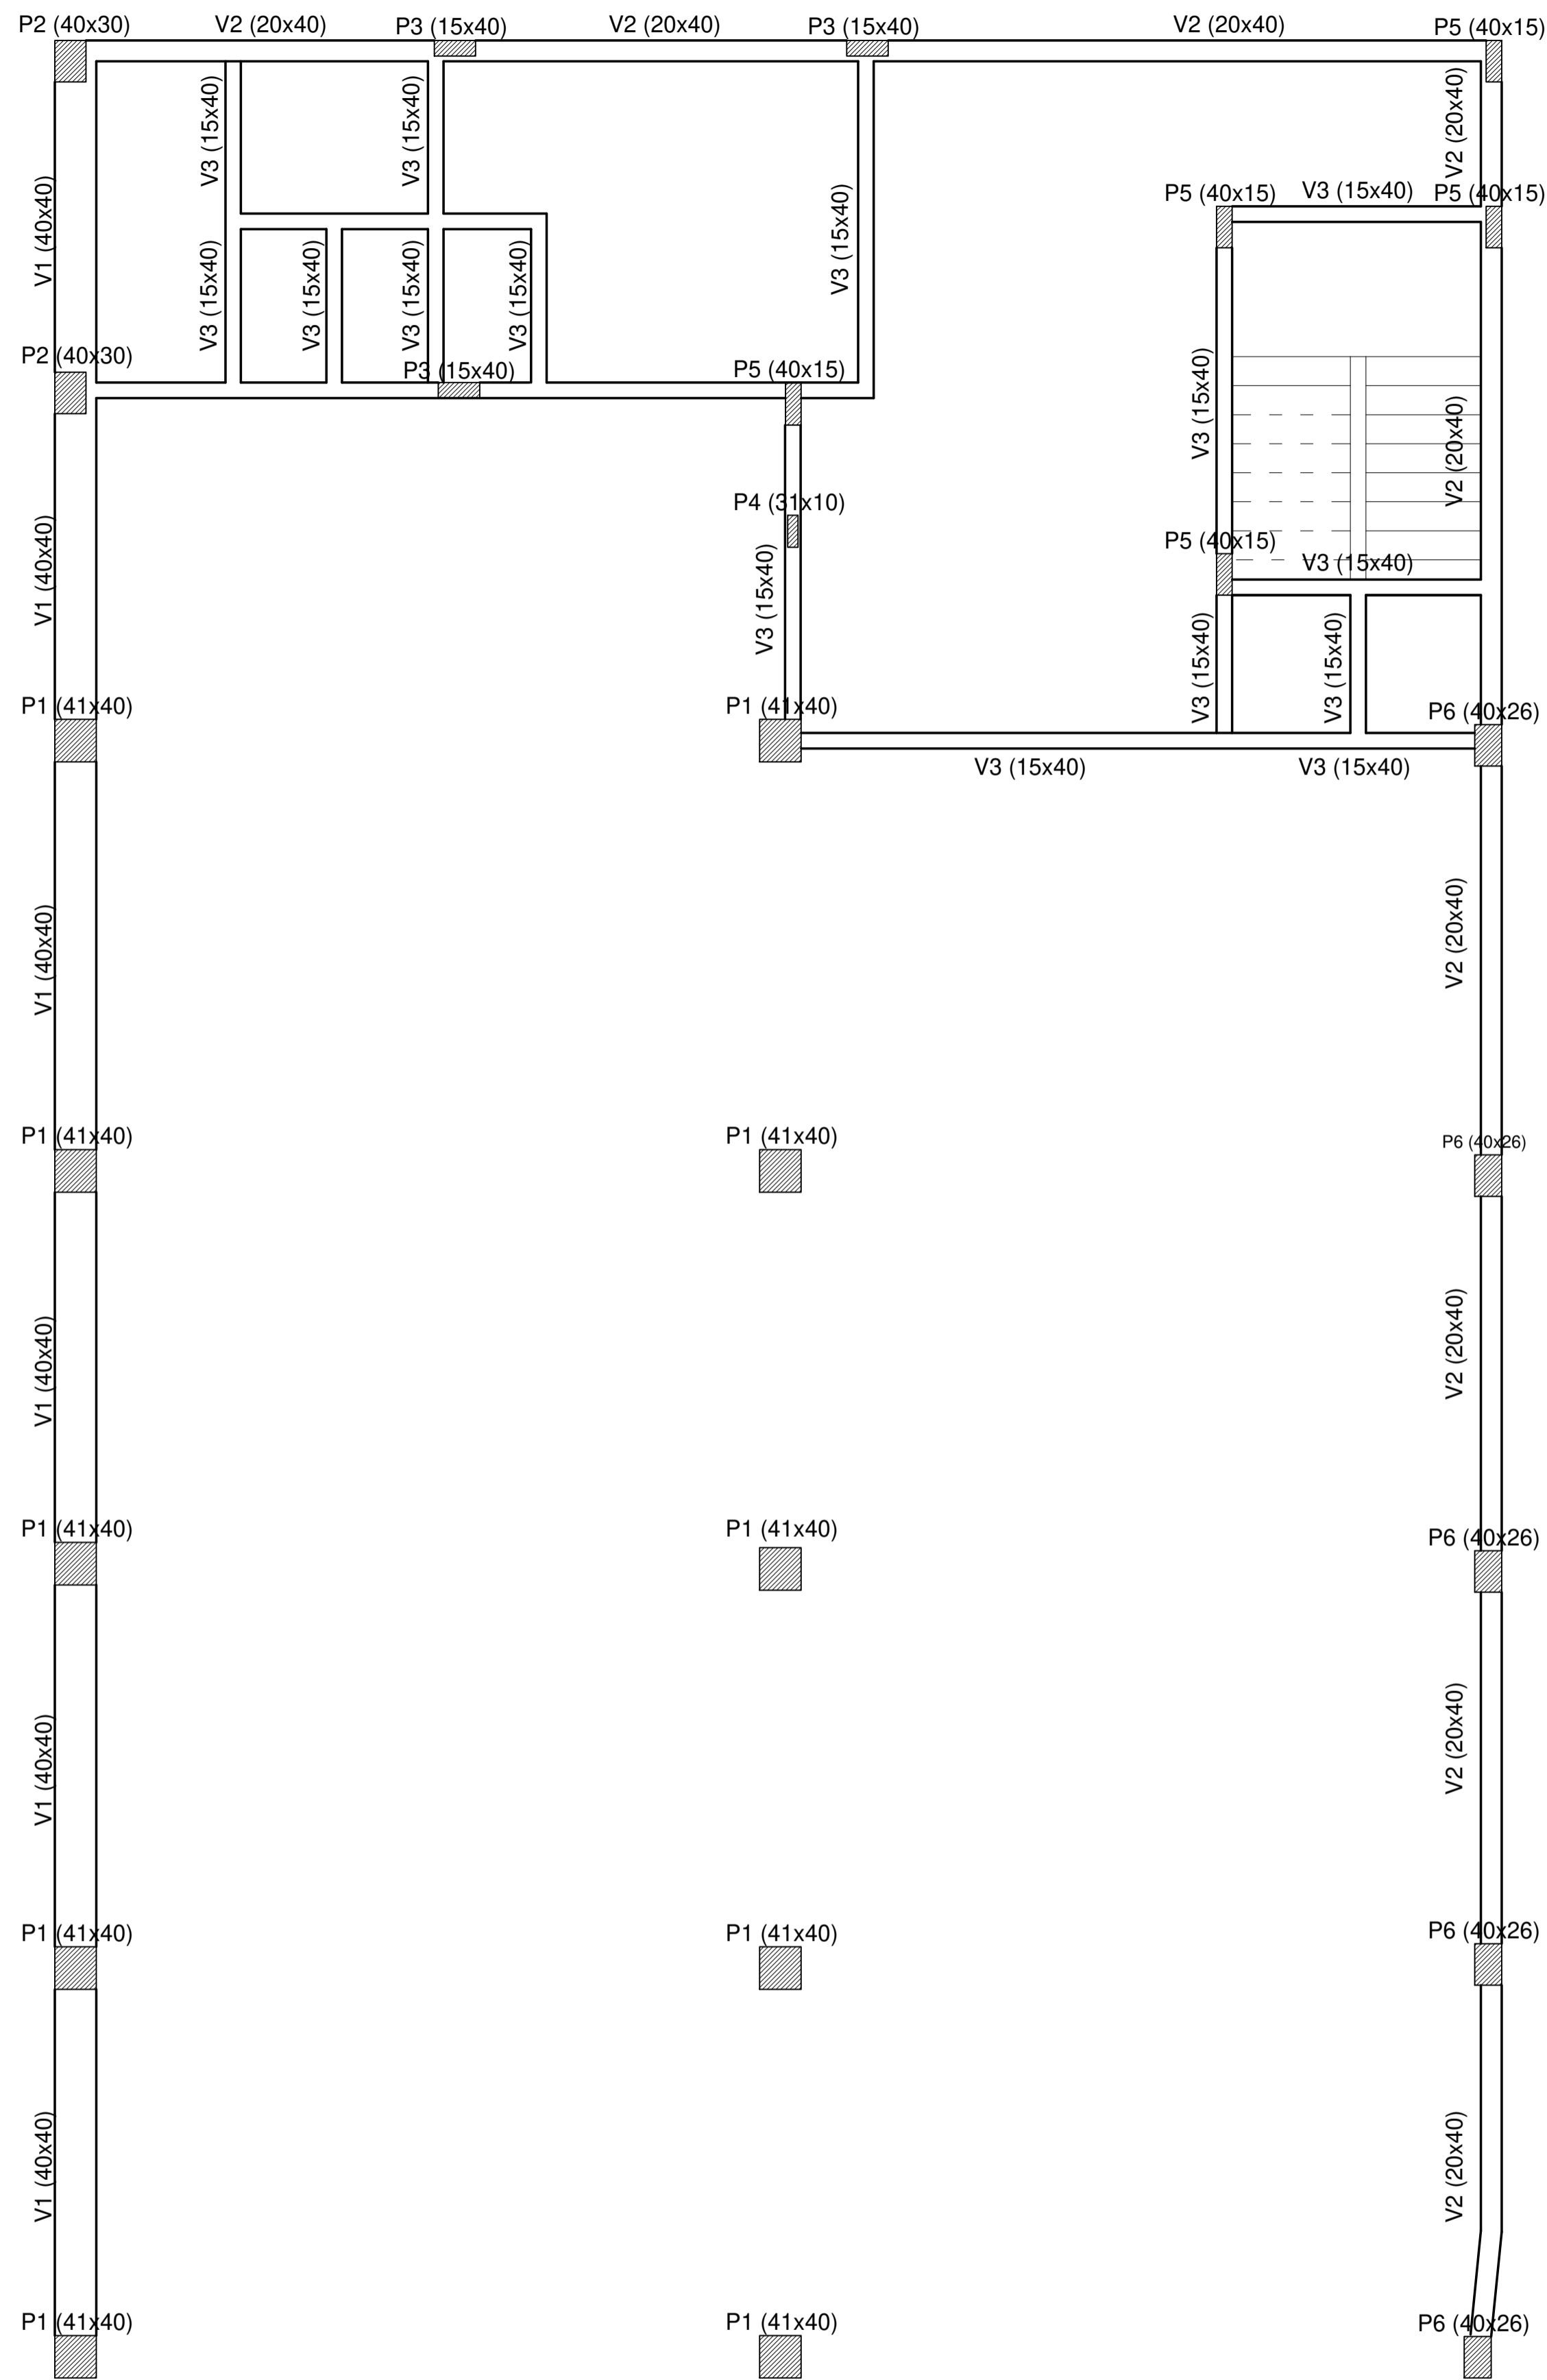 P2 (40x30)
V2 (20x40)
P3 (15x40)
V2 (20x40)
P3 (15x40)
V2 (20x40)
P5 (40x15)
V3 (15x40)
V3 (15x40)
V2 (20x40)
V1 (40x40)
V3 (15x40)
P5 (40x15)
V3 (15x40)
P5 (40x15)
V3 (15x40)
V3 (15x40)
V3 (15x40)
V3 (15x40)
P2 (40x30)
P3 (15x40)
P5 (40x15)
V3 (15x40)
V2 (20x40)
P4 (31x10)
V1 (40x40)
V3 (15x40)
P5 (40x15)
V3 (15x40)
V3 (15x40)
V3 (15x40)
P1 (41x40)
P1 (41x40)
P6 (40x26)
V3 (15x40)
V3 (15x40)
V1 (40x40)
V2 (20x40)
P1 (41x40)
P1 (41x40)
P6 (40x26)
V1 (40x40)
V2 (20x40)
P1 (41x40)
P1 (41x40)
P6 (40x26)
V1 (40x40)
V2 (20x40)
P1 (41x40)
P1 (41x40)
P6 (40x26)
V1 (40x40)
V2 (20x40)
P1 (41x40)
P1 (41x40)
P6 (40x26)